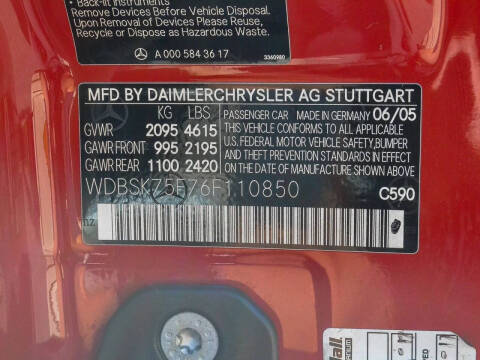 • Back-lit Instruments
Remove Devices Before Vehicle Disposal.
Upon Removal of Devices Please Reuse,
Recycle or Dispose as Hazardous Waste.
A 000 584 36 17
3360980
MFD BY DAIMLERCHRYSLER AG STUTTGART
KG LBS PASSENGER CAR MADE IN GERMANY 06/05
GVWR 2095 4615 THIS VEHICLE CONFORMS TO ALL APPLICABLE
GAWR FRONT 995 2195 U.S. FEDERAL MOTOR VEHICLE SAFETY, BUMPER
GAWR REAR 1100 2420 AND THEFT PREVENTION STANDARDS IN EFFECT
ON THE DATE OF MANUFACTURE SHOWN ABOVE.
WDBSK75F76F110850
C590
nz
all